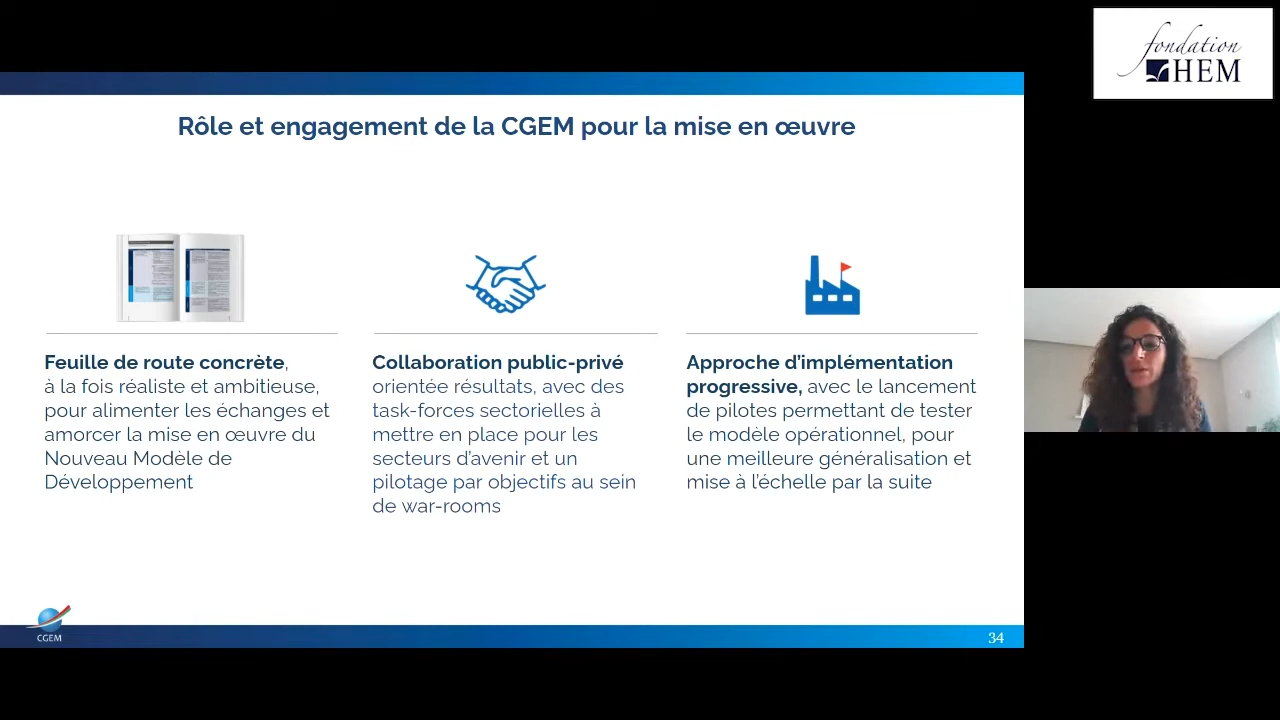 fondation
HEM
Rôle et engagement de la CGEM pour la mise en œuvre
Feuille de route concrète,
à la fois réaliste et ambitieuse,
pour alimenter les échanges et
amorcer la mise en œuvre du
Nouveau Modèle de
Développement
Collaboration public-privé
orientée résultats, avec des
task-forces sectorielles à
mettre en place pour les
secteurs d’avenir et un
pilotage par objectifs au sein
de war-rooms
Approche d’implémentation
progressive, avec le lancement
de pilotes permettant de tester
le modèle opérationnel, pour
une meilleure généralisation et
mise à l’échelle par la suite
CGEM
34